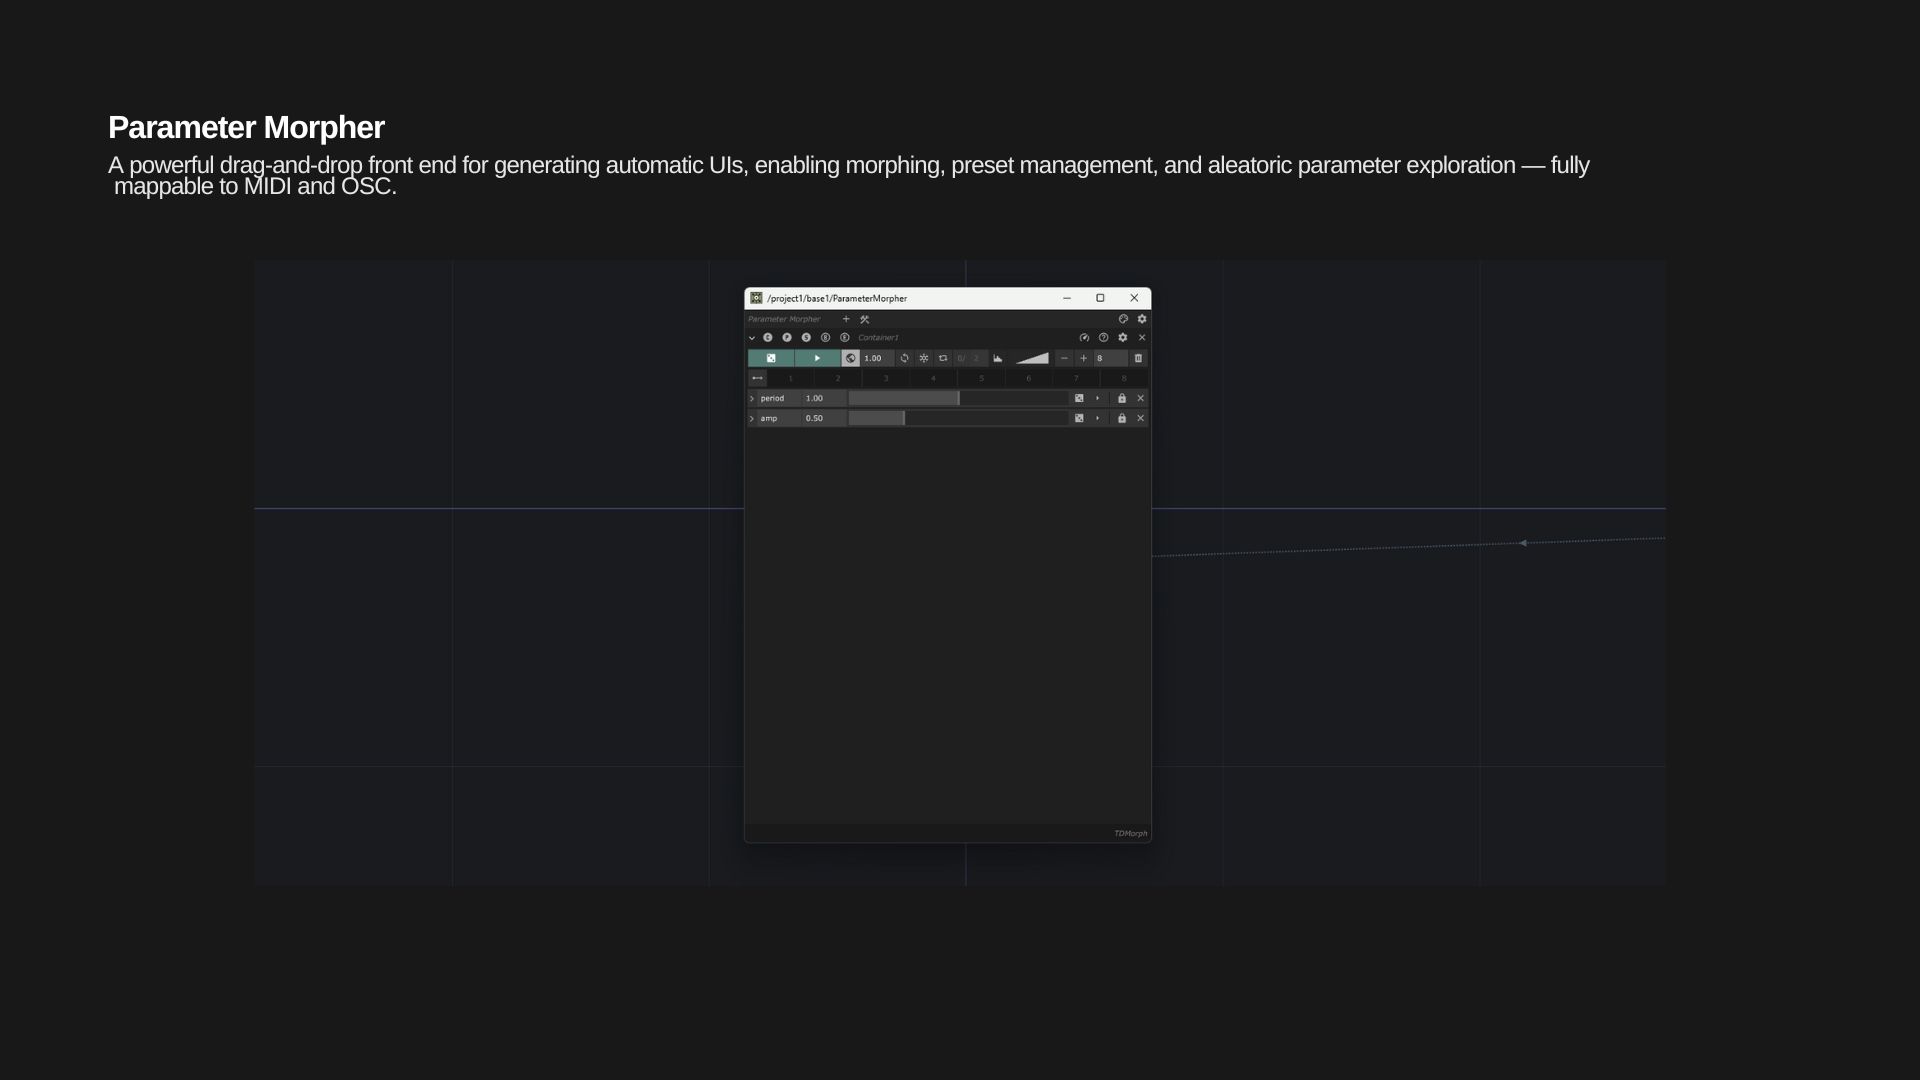 Parameter Morpher
A powerful drag-and-drop front end for generating automatic UIs, enabling morphing, preset management, and aleatoric parameter exploration — fully
mappable to MIDI and OSC.
/project1/base1/ParameterMorpher
Parameter Morpher
Container1
1.00 0/ 2 8
1 2 3 4 5 6 7 8
period 1.00
amp 0.50
TDMorph